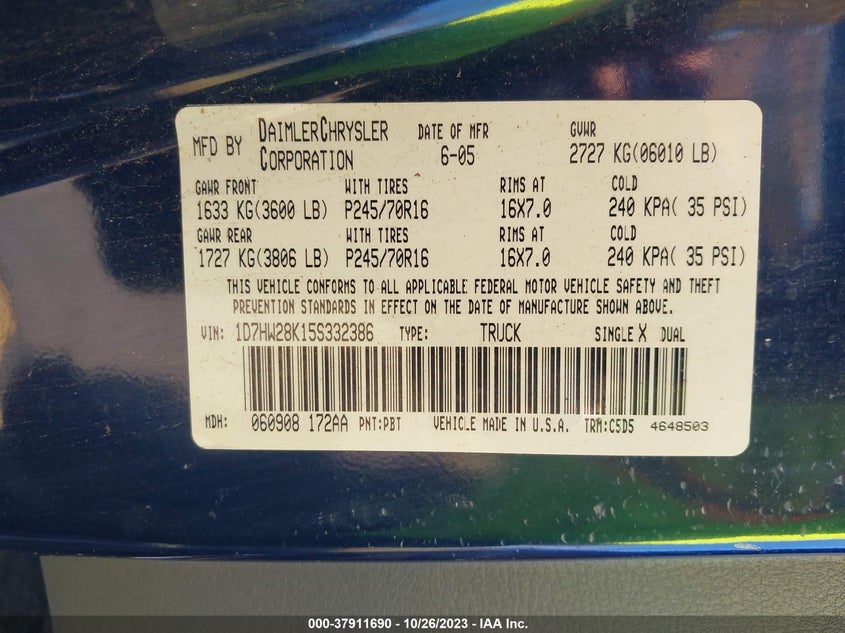 MFD BY DAIMLERCHRYSLER CORPORATION DATE OF MFR 6-05 GVWR 2727 KG(06010 LB)
GAWR FRONT WITH TIRES RIMS AT COLD
1633 KG(3600 LB) P245/70R16 16X7.0 240 KPA( 35 PSI)
GAWR REAR WITH TIRES RIMS AT COLD
1727 KG(3806 LB) P245/70R16 16X7.0 240 KPA( 35 PSI)
THIS VEHICLE CONFORMS TO ALL APPLICABLE FEDERAL MOTOR VEHICLE SAFETY AND THEFT
PREVENTION STANDARDS IN EFFECT ON THE DATE OF MANUFACTURE SHOWN ABOVE.
VIN: 1D7HW28K15S332386 TYPE: TRUCK SINGLE X DUAL
MDH: 060908 172AA PNT:PBT VEHICLE MADE IN U.S.A. TRM:C5D5 4648503
000-37911690 - 10/26/2023 - IAA Inc.